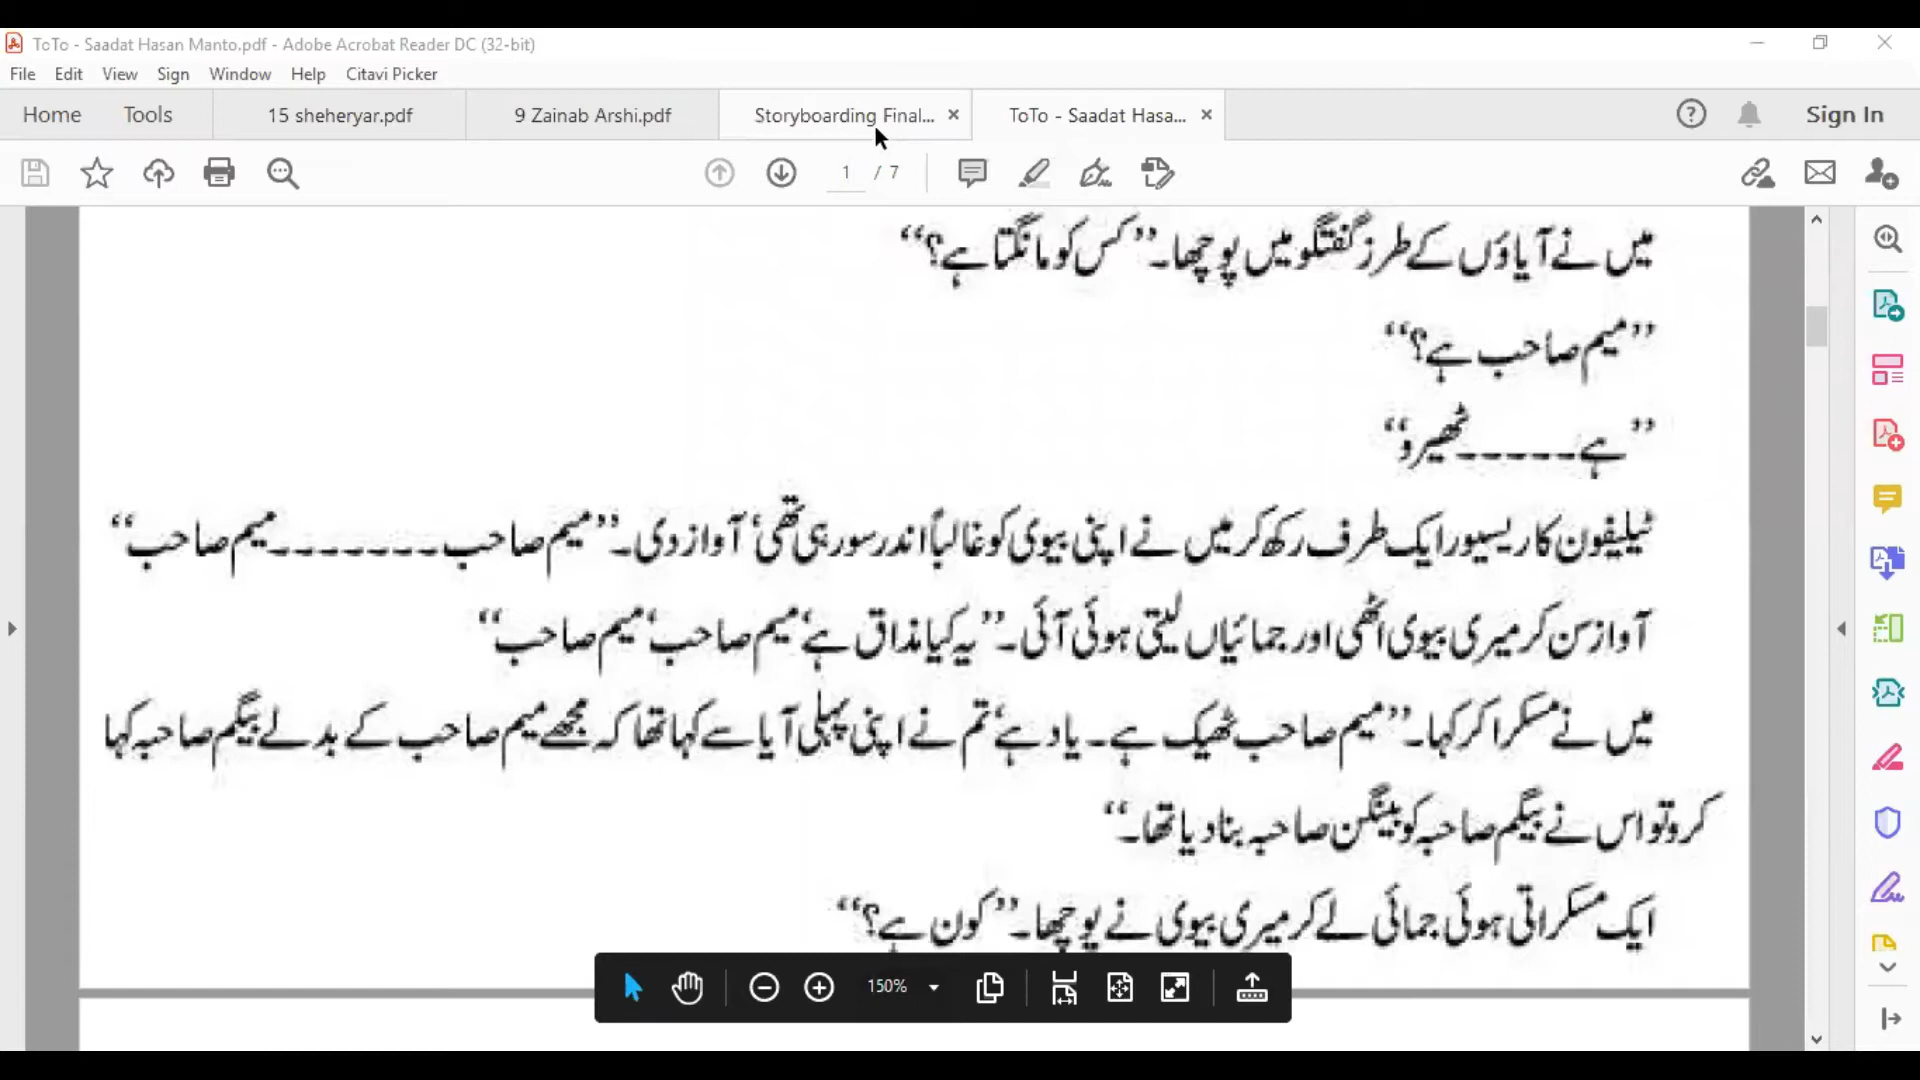 ToTo - Saadat Hasan Manto.pdf - Adobe Acrobat Reader DC (32-bit)
File Edit View Sign Window Help Citavi Picker
Home Tools 15 sheheryar.pdf 9 Zainab Arshi.pdf Storyboarding Final... ToTo - Saadat Hasa... Sign In
1 / 7
میں نے آیاؤں کے طرز گفتگو میں پوچھا۔ ’’کس کو مانگتا ہے؟‘‘
’’میم صاحب ہے؟‘‘
’’ہے-----ٹھیرو‘‘
ٹیلیفون کا ریسیور ایک طرف رکھ کر میں نے اپنی بیوی کو غالباً اندر سو رہی تھی‘ آواز دی۔ ’’میم صاحب-------میم صاحب‘‘
آواز سن کر میری بیوی اٹھی اور جمائیاں لیتی ہوئی آئی۔ ’’یہ کیا مذاق ہے‘ میم صاحب‘ میم صاحب‘‘
میں نے مسکرا کر کہا۔ ’’میم صاحب ٹھیک ہے۔ یاد ہے‘ تم نے اپنی پہلی آیا سے کہا تھا کہ مجھے میم صاحب کے بدلے بیگم صاحبہ کہا
کرو تو اس نے بیگم صاحبہ کو بینگن صاحبہ بنا دیا تھا۔‘‘
ایک مسکراتی ہوئی جمائی لے کر میری بیوی نے پوچھا۔ ’’کون ہے؟‘‘
150%